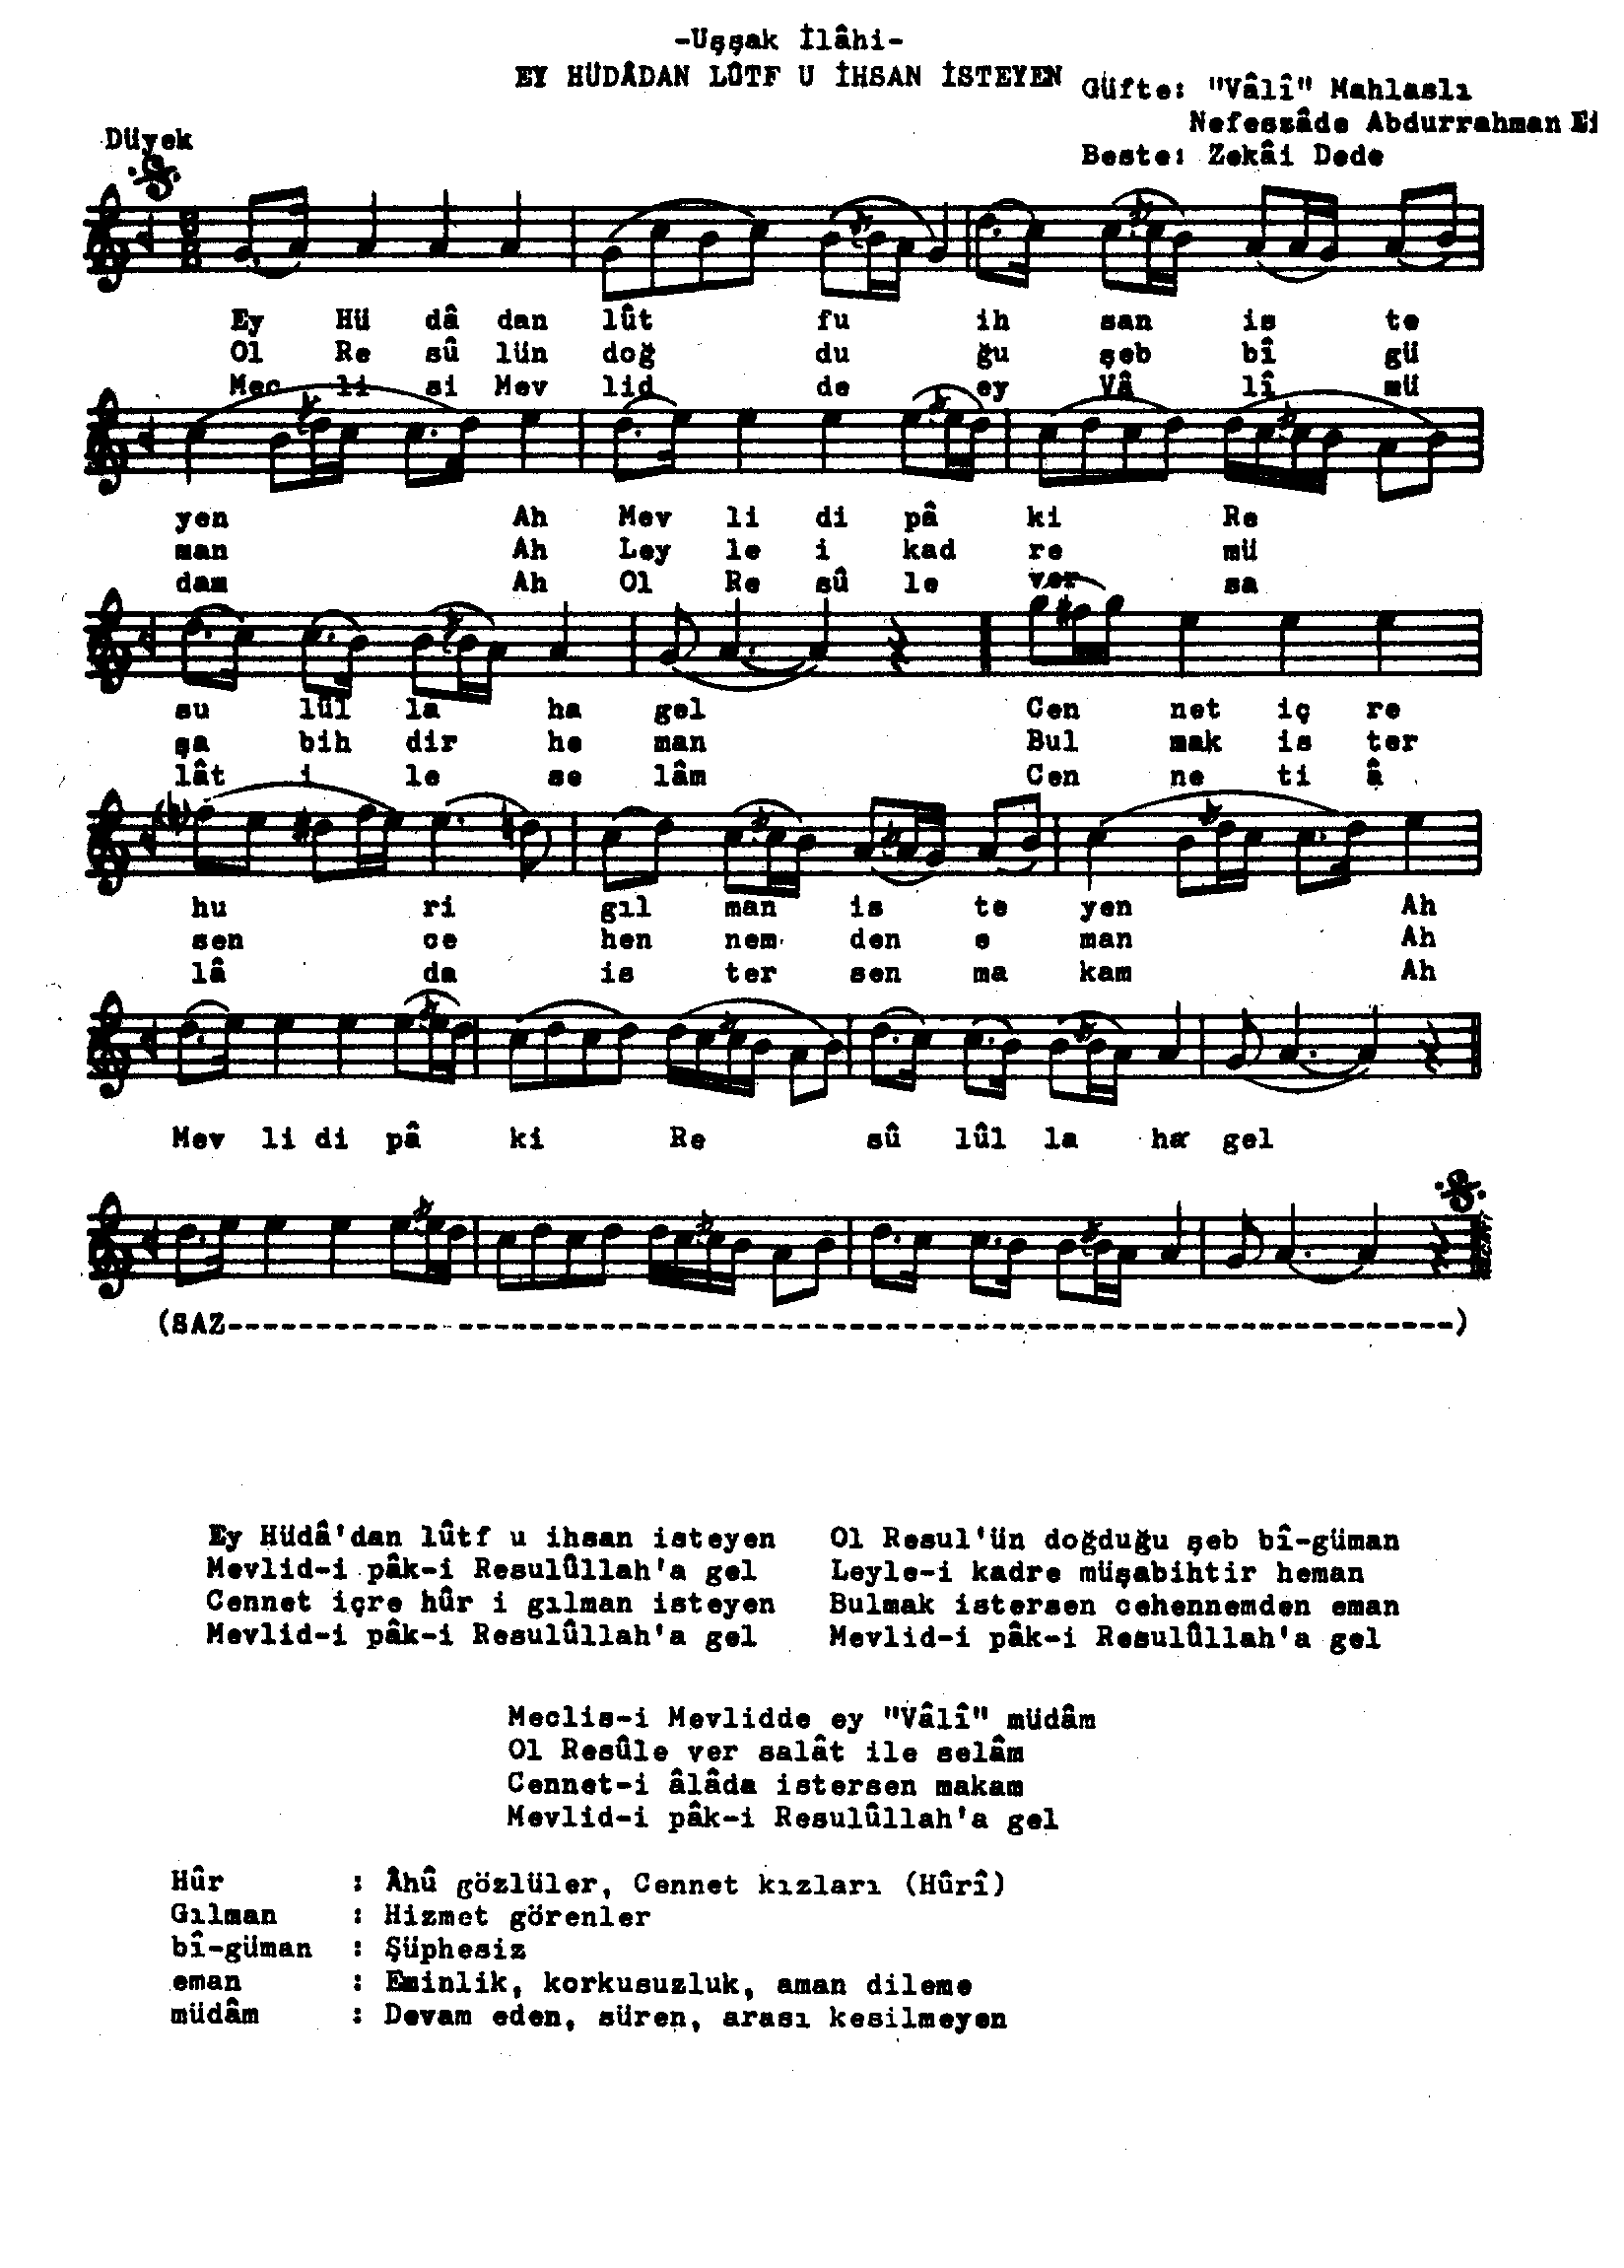 -Uşşak İlâhi-
EY HÜDÂDAN LÛTF U İHSAN İSTEYEN
Güfte: "Vâlî" Mahlaslı
Nefeszâde Abdurrahman
Beste: Zekâi Dede
Düyek
Ey Hü dâ dan lût fu ih san is te
Ol Re sû lün doğ du ğu şeb bî gü
Mec li si Mev lid de ey Vâ lî mü
yen Ah Mev li di pâ ki Re
man Ah Ley le i kad re mü
dam Ah Ol Re sû le ver sa
su lül la ha gel Cen net iç re
şa bih dir he man Bul mak is ter
lât i le se lâm Cen ne ti â
hu ri gıl man is te yen Ah
sen ce hen nem den e man Ah
lâ da is ter sen ma kam Ah
Mev li di pâ ki Re sû lûl la ha gel
(SAZ------------------------------------------------------------------------)
Ey Hüdâ'dan lûtf u ihsan isteyen
Mevlid-i pâk-i Resulûllah'a gel
Cennet içre hûr i gılman isteyen
Mevlid-i pâk-i Resulûllah'a gel
Ol Resul'ün doğduğu şeb bî-güman
Leyle-i kadre müşabihtir heman
Bulmak istersen cehennemden eman
Mevlid-i pâk-i Resulûllah'a gel
Meclis-i Mevlidde ey "Vâlî" müdâm
Ol Resûle ver salât ile selâm
Cennet-i âlâda istersen makam
Mevlid-i pâk-i Resulûllah'a gel
Hûr : Âhû gözlüler, Cennet kızları (Hûrî)
Gılman : Hizmet görenler
bî-güman : Şüphesiz
eman : Eminlik, korkusuzluk, aman dileme
müdâm : Devam eden, süren, arası kesilmeyen